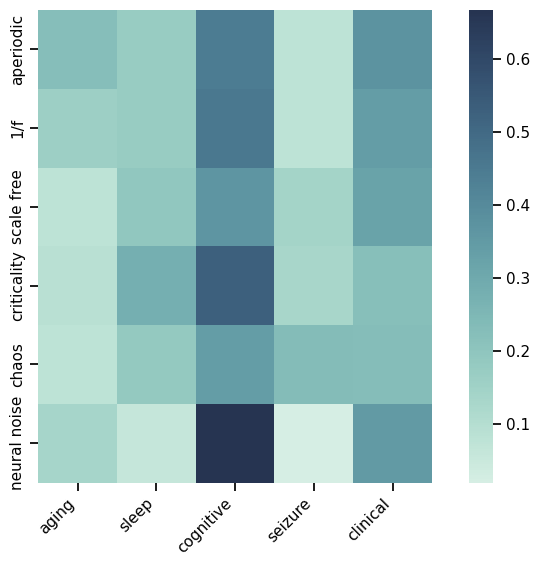 aperiodic
1/f
scale free
criticality
chaos
neural noise
aging
sleep
cognitive
seizure
clinical
0.6
0.5
0.4
0.3
0.2
0.1